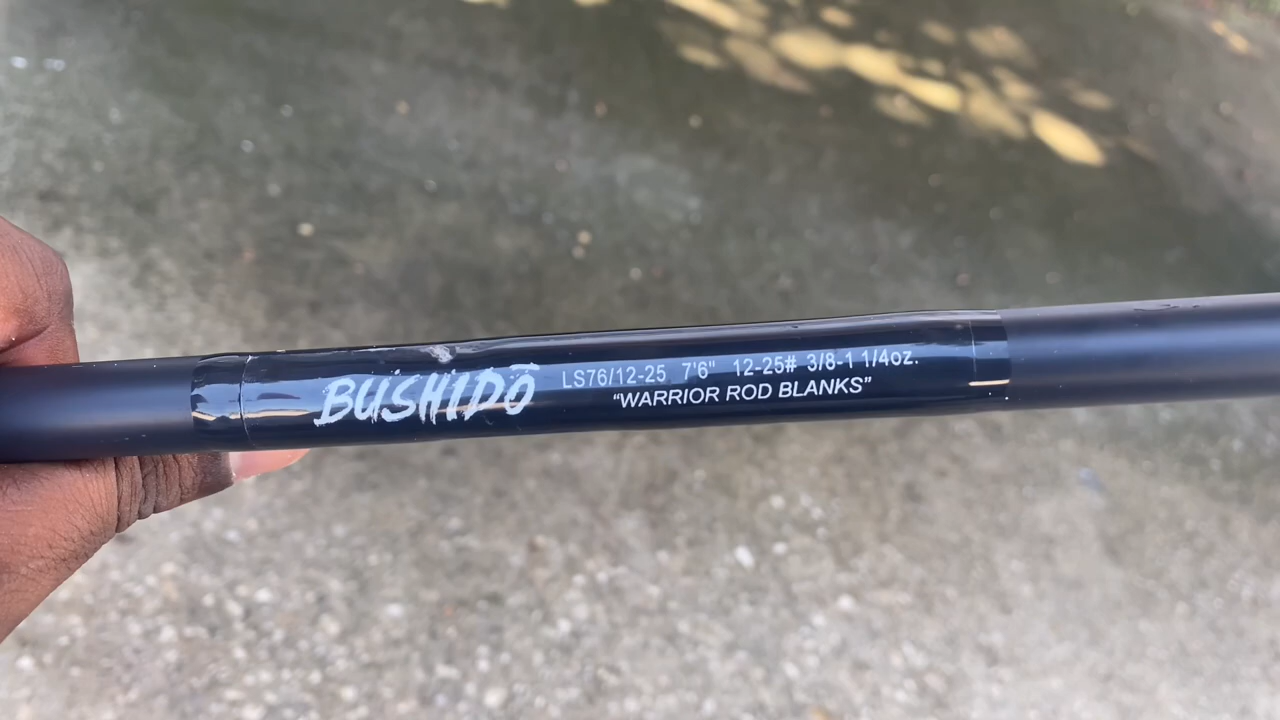 BUSHIDŌ LS76/12-25 7'6" 12-25# 3/8-1 1/4oz.
“WARRIOR ROD BLANKS”